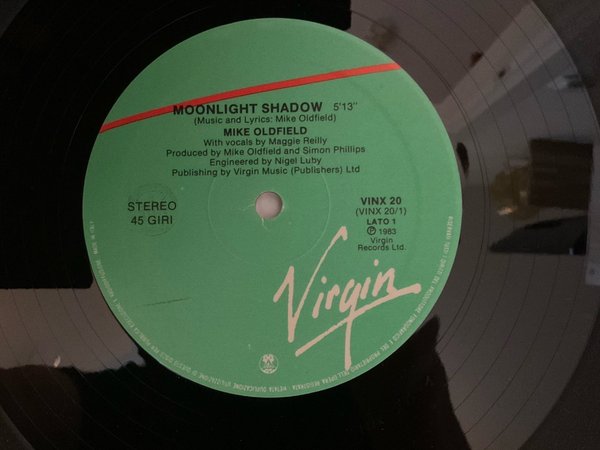 MOONLIGHT SHADOW 5'13"
(Music and Lyrics: Mike Oldfield)
MIKE OLDFIELD
With vocals by Maggie Reilly
Produced by Mike Oldfield and Simon Phillips
Engineered by Nigel Luby
Publishing by Virgin Music (Publishers) Ltd
STEREO
45 GIRI
VINX 20
(VINX 20/1)
LATO 1
Ⓟ 1983
Virgin
Records Ltd.
Virgin